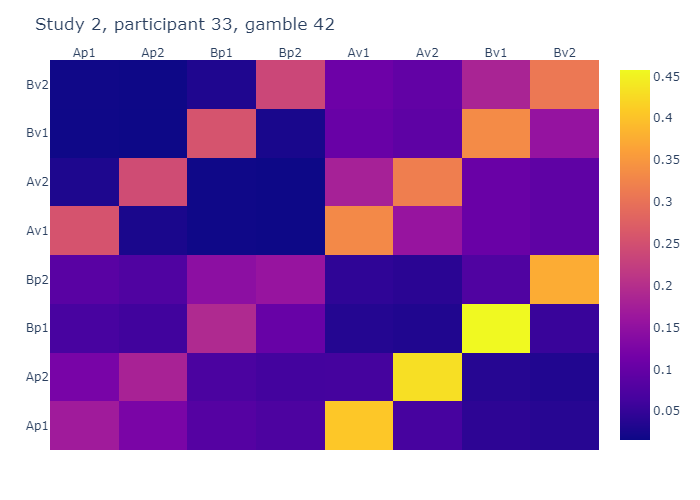 Study 2, participant 33, gamble 42
Ap1 Ap2 Bp1 Bp2 Av1 Av2 Bv1 Bv2
Bv2
Bv1
Av2
Av1
Bp2
Bp1
Ap2
Ap1
0.45
0.4
0.35
0.3
0.25
0.2
0.15
0.1
0.05